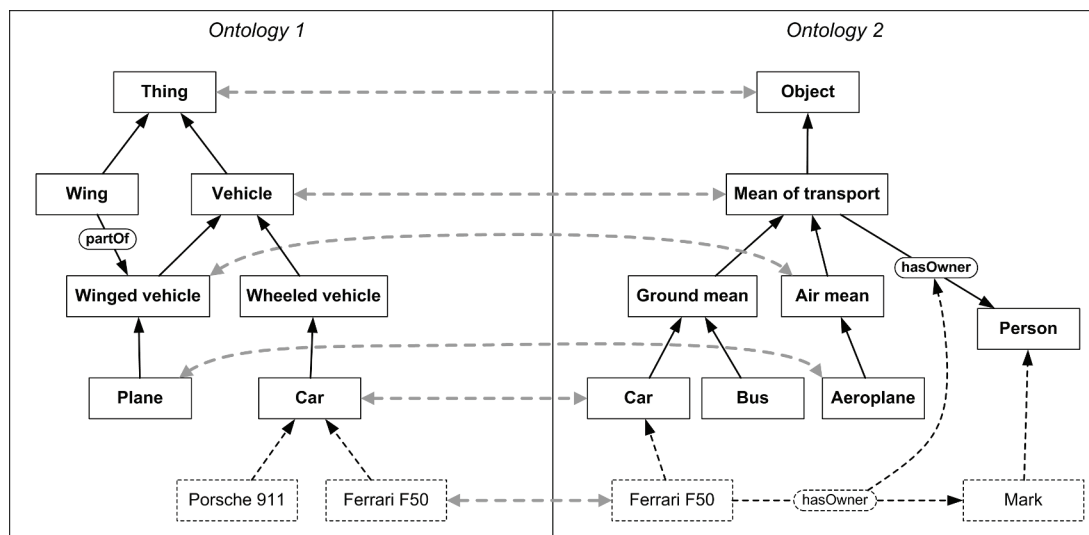 Ontology 1
Ontology 2
Thing
Object
Wing
Vehicle
Mean of transport
partOf
hasOwner
Winged vehicle
Wheeled vehicle
Ground mean
Air mean
Person
Plane
Car
Car
Bus
Aeroplane
Porsche 911
Ferrari F50
Ferrari F50
hasOwner
Mark